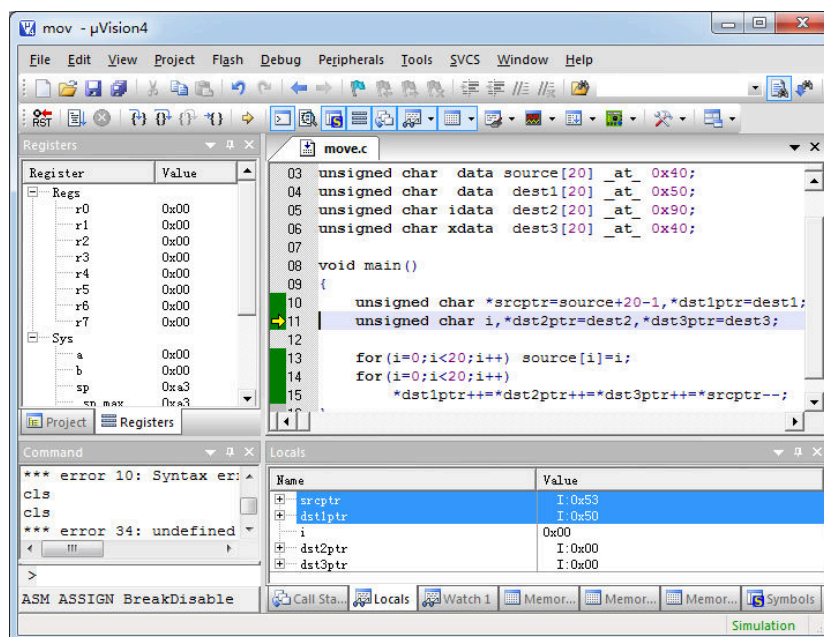 mov - µVision4
File Edit View Project Flash Debug Peripherals Tools SVCS Window Help
RST
Registers
Register Value
Regs
r0 0x00
r1 0x00
r2 0x00
r3 0x00
r4 0x00
r5 0x00
r6 0x00
r7 0x00
Sys
a 0x00
b 0x00
sp 0xa3
sp_max 0xa3
Project Registers
move.c
03 unsigned char data source[20] _at_ 0x40;
04 unsigned char data dest1[20] _at_ 0x50;
05 unsigned char idata dest2[20] _at_ 0x90;
06 unsigned char xdata dest3[20] _at_ 0x40;
07
08 void main()
09 {
10 unsigned char *srcptr=source+20-1,*dst1ptr=dest1;
11 unsigned char i,*dst2ptr=dest2,*dst3ptr=dest3;
12
13 for(i=0;i<20;i++) source[i]=i;
14 for(i=0;i<20;i++)
15 *dst1ptr++=*dst2ptr++=*dst3ptr++=*srcptr--;
Command
*** error 10: Syntax er
cls
cls
*** error 34: undefined
>
ASM ASSIGN BreakDisable
Locals
Name Value
srcptr I:0x53
dst1ptr I:0x50
i 0x00
dst2ptr I:0x00
dst3ptr I:0x00
Call Sta... Locals Watch 1 Memor... Memor... Memor... Symbols
Simulation